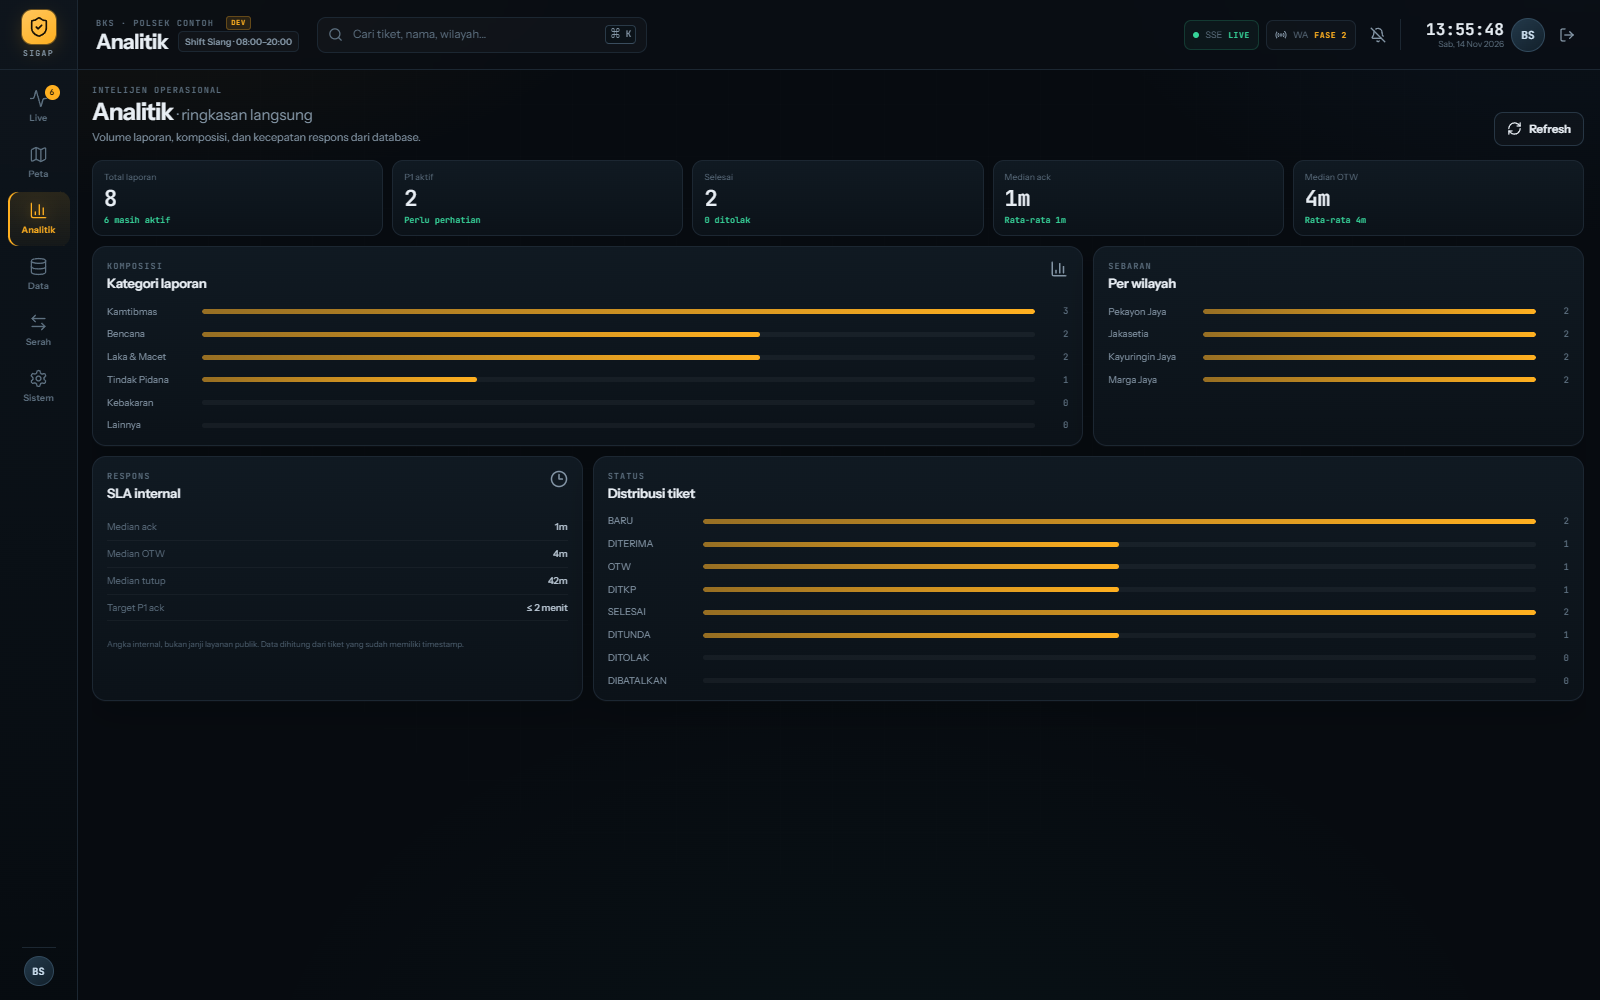 SIGAP
BKS · POLSEK CONTOH DEV
Analitik Shift Siang · 08:00–20:00
Cari tiket, nama, wilayah... ⌘ K
SSE LIVE
WA FASE 2
13:55:48
Sab, 14 Nov 2026
BS
6
Live
Peta
Analitik
Data
Serah
Sistem
BS
INTELIJEN OPERASIONAL
Analitik · ringkasan langsung
Volume laporan, komposisi, dan kecepatan respons dari database.
Refresh
Total laporan
8
6 masih aktif
P1 aktif
2
Perlu perhatian
Selesai
2
0 ditolak
Median ack
1m
Rata-rata 1m
Median OTW
4m
Rata-rata 4m
KOMPOSISI
Kategori laporan
Kamtibmas 3
Bencana 2
Laka & Macet 2
Tindak Pidana 1
Kebakaran 0
Lainnya 0
SEBARAN
Per wilayah
Pekayon Jaya 2
Jakasetia 2
Kayuringin Jaya 2
Marga Jaya 2
RESPONS
SLA internal
Median ack 1m
Median OTW 4m
Median tutup 42m
Target P1 ack ≤ 2 menit
Angka internal, bukan janji layanan publik. Data dihitung dari tiket yang sudah memiliki timestamp.
STATUS
Distribusi tiket
BARU 2
DITERIMA 1
OTW 1
DITKP 1
SELESAI 2
DITUNDA 1
DITOLAK 0
DIBATALKAN 0